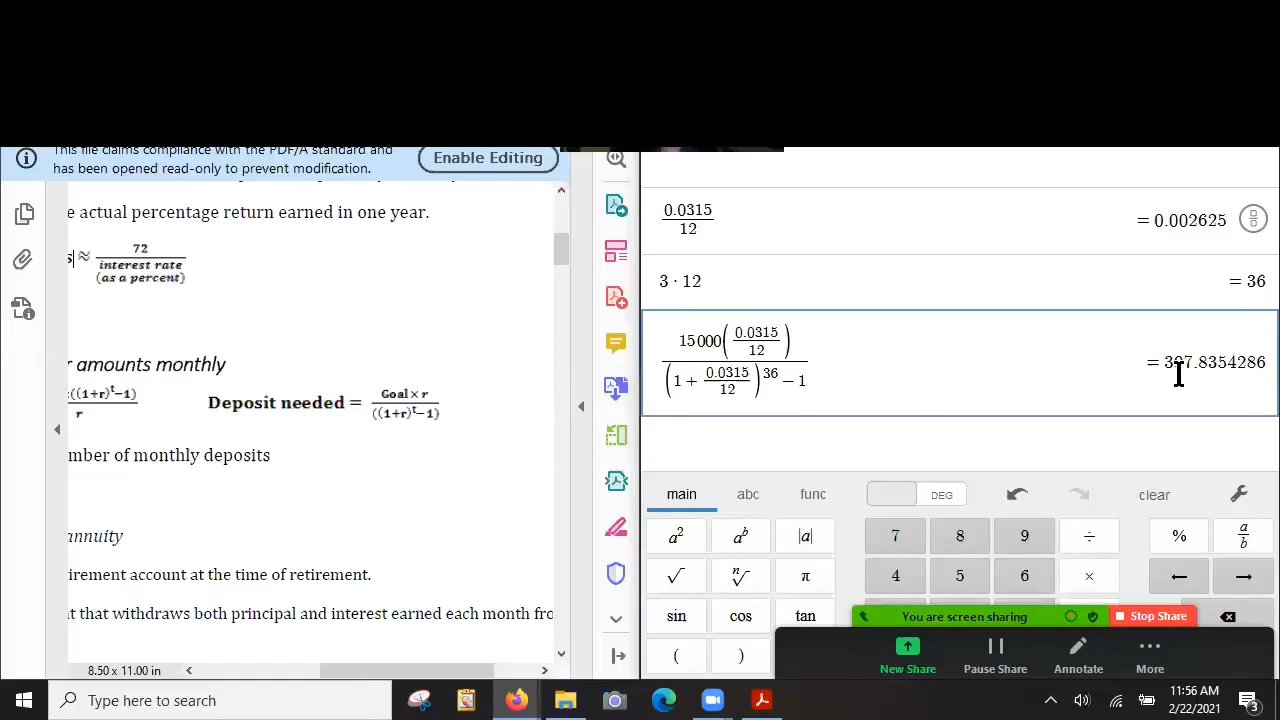 This file claims compliance with the PDF/A standard and
has been opened read-only to prevent modification.
Enable Editing
e actual percentage return earned in one year.
s ≈ 72
interest rate
(as a percent)
r amounts monthly
((1+r)^t-1)
r
Deposit needed = Goal×r
((1+r)^t-1)
mber of monthly deposits
annuity
irement account at the time of retirement.
t that withdraws both principal and interest earned each month fro
8.50 x 11.00 in
0.0315
12
= 0.002625
3 · 12
= 36
15000(0.0315/12)
(1 + 0.0315/12)^36 − 1
main
abc
func
DEG
clear
a²
a^b
|a|
7
8
9
÷
%
a/b
√
ⁿ√
π
4
5
6
×
←
→
sin
cos
tan
(
)
You are screen sharing
Stop Share
New Share
Pause Share
Annotate
More
Type here to search
11:56 AM
2/22/2021
3